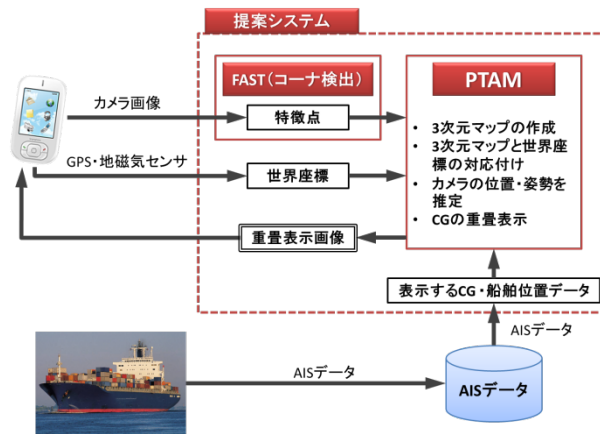 提案システム
FAST(コーナ検出)
PTAM
カメラ画像
特徴点
• 3次元マップの作成
• 3次元マップと世界座
標の対応付け
• カメラの位置・姿勢を
推定
• CGの重畳表示
GPS・地磁気センサ
世界座標
重畳表示画像
表示するCG・船舶位置データ
AISデータ
AISデータ
AISデータ